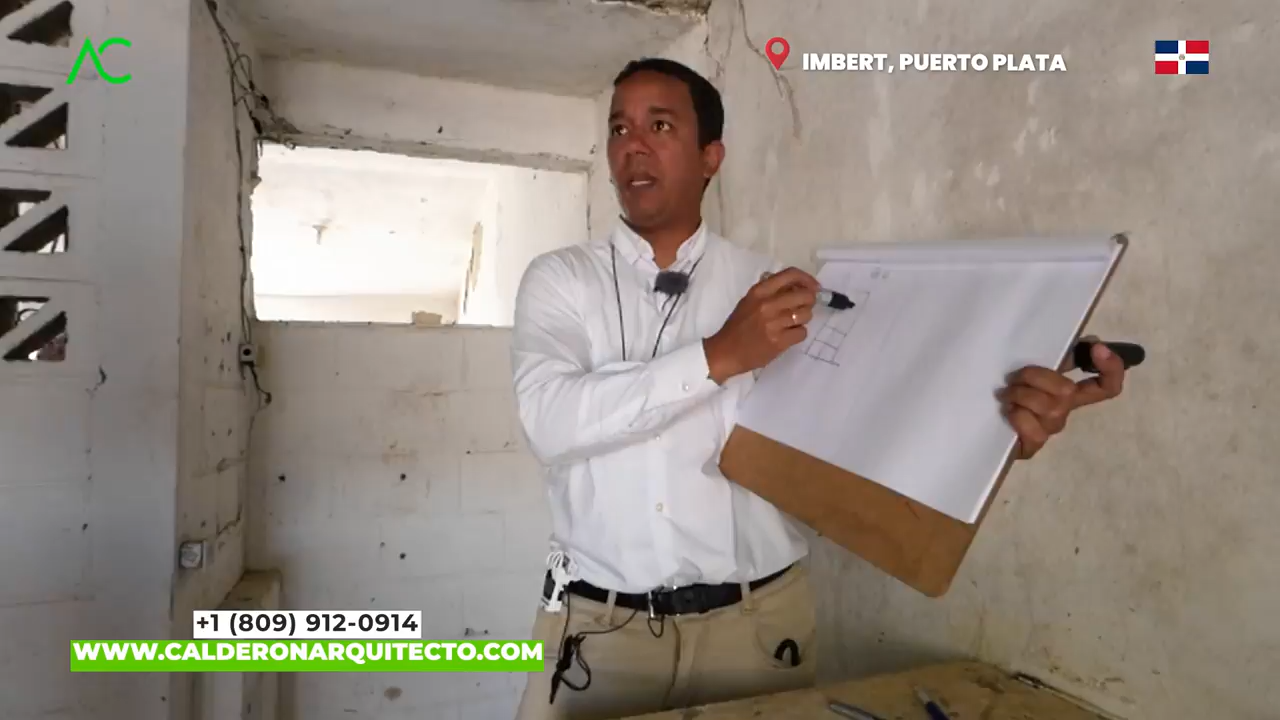 AC
IMBERT, PUERTO PLATA
+1 (809) 912-0914
WWW.CALDERONARQUITECTO.COM